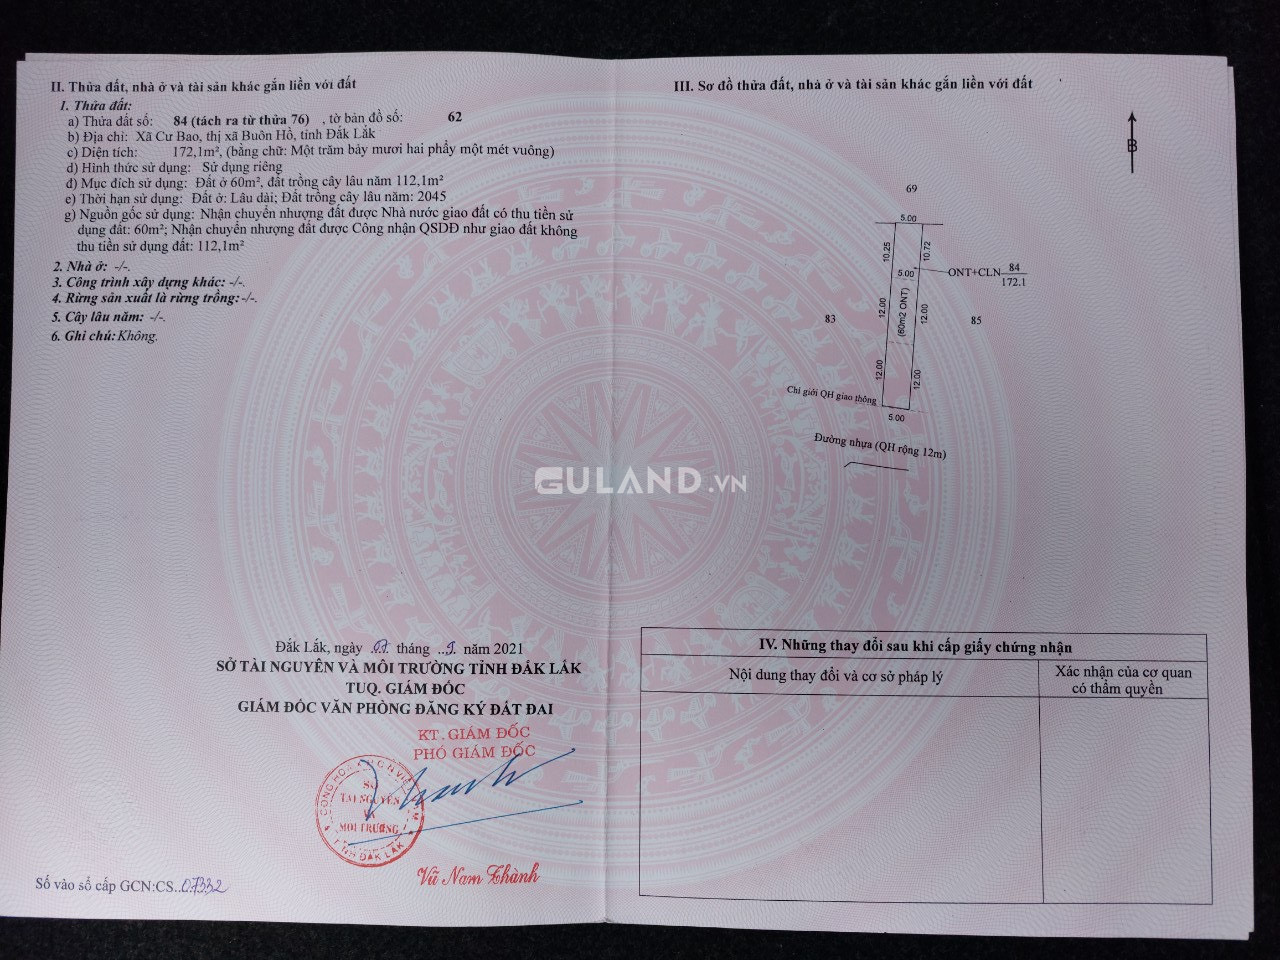 II. Thửa đất, nhà ở và tài sản khác gắn liền với đất
1. Thửa đất:
a) Thửa đất số: 84 (tách ra từ thửa 76) , tờ bản đồ số: 62
b) Địa chỉ: Xã Cư Bao, thị xã Buôn Hồ, tỉnh Đắk Lắk
c) Diện tích: 172,1m², (bằng chữ: Một trăm bảy mươi hai phẩy một mét vuông)
d) Hình thức sử dụng: Sử dụng riêng
đ) Mục đích sử dụng: Đất ở 60m², đất trồng cây lâu năm 112,1m²
e) Thời hạn sử dụng: Đất ở: Lâu dài; Đất trồng cây lâu năm: 2045
g) Nguồn gốc sử dụng: Nhận chuyển nhượng đất được Nhà nước giao đất có thu tiền sử
dụng đất: 60m²; Nhận chuyển nhượng đất được Công nhận QSDĐ như giao đất không
thu tiền sử dụng đất: 112,1m²
2. Nhà ở: -/-.
3. Công trình xây dựng khác: -/-.
4. Rừng sản xuất là rừng trồng: -/-.
5. Cây lâu năm: -/-.
6. Ghi chú: Không.
Đắk Lắk, ngày 07 tháng ..9. năm 2021
SỞ TÀI NGUYÊN VÀ MÔI TRƯỜNG TỈNH ĐẮK LẮK
TUQ. GIÁM ĐỐC
GIÁM ĐỐC VĂN PHÒNG ĐĂNG KÝ ĐẤT ĐAI
KT. GIÁM ĐỐC
PHÓ GIÁM ĐỐC
SỞ
TÀI NGUYÊN
VÀ
MÔI TRƯỜNG
TỈNH ĐẮK LẮK
Vũ Nam Thành
Số vào sổ cấp GCN:CS..07332
III. Sơ đồ thửa đất, nhà ở và tài sản khác gắn liền với đất
B
69
5.00
10.25
10.72
5.00
ONT+CLN 84
172.1
12.00
(60m2 ONT)
12.00
83
85
12.00
12.00
Chỉ giới QH giao thông
5.00
Đường nhựa (QH rộng 12m)
GULAND.VN
IV. Những thay đổi sau khi cấp giấy chứng nhận
Nội dung thay đổi và cơ sở pháp lý
Xác nhận của cơ quan
có thẩm quyền